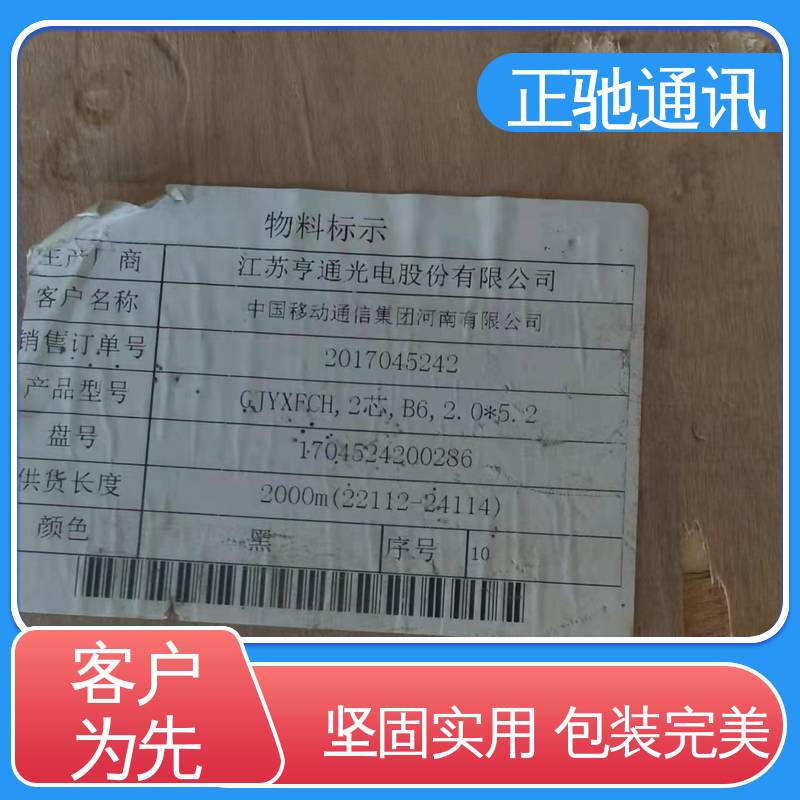 正驰通讯
物料标示
生产厂商 江苏亨通光电股份有限公司
客户名称 中国移动通信集团河南有限公司
销售订单号 2017045242
产品型号 GJYXFCH,2芯,B6,2.0*5.2
盘号 1704524200286
供货长度 2000m(22112-24114)
颜色 黑 序号 10
客户
为先
坚固实用 包装完美